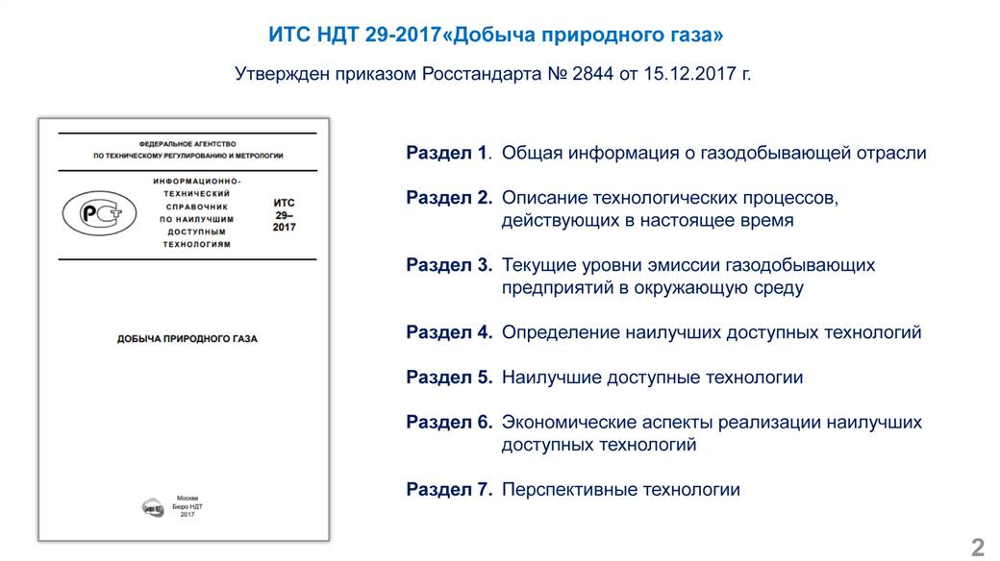 ИТС НДТ 29-2017«Добыча природного газа»
Утвержден приказом Росстандарта № 2844 от 15.12.2017 г.
ФЕДЕРАЛЬНОЕ АГЕНТСТВО
ПО ТЕХНИЧЕСКОМУ РЕГУЛИРОВАНИЮ И МЕТРОЛОГИИ
ИНФОРМАЦИОННО-
ТЕХНИЧЕСКИЙ
СПРАВОЧНИК
ПО НАИЛУЧШИМ
ДОСТУПНЫМ
ТЕХНОЛОГИЯМ
ИТС
29–
2017
ДОБЫЧА ПРИРОДНОГО ГАЗА
Москва
Бюро НДТ
2017
Бюро НДТ
Раздел 1. Общая информация о газодобывающей отрасли
Раздел 2. Описание технологических процессов,
действующих в настоящее время
Раздел 3. Текущие уровни эмиссии газодобывающих
предприятий в окружающую среду
Раздел 4. Определение наилучших доступных технологий
Раздел 5. Наилучшие доступные технологии
Раздел 6. Экономические аспекты реализации наилучших
доступных технологий
Раздел 7. Перспективные технологии
2